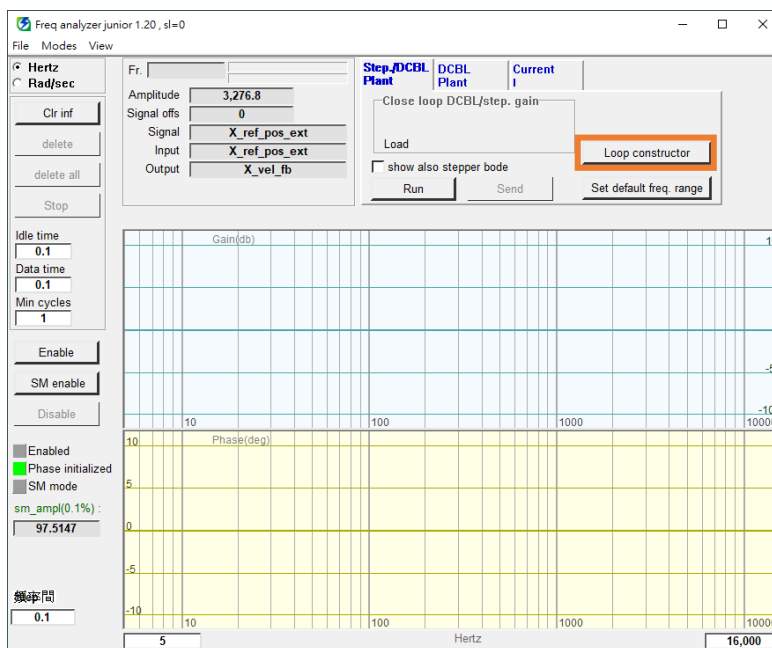 Freq analyzer junior 1.20 , sl=0
File Modes View
Hertz
Rad/sec
Clr inf
delete
delete all
Stop
Idle time
0.1
Data time
0.1
Min cycles
1
Enable
SM enable
Disable
Enabled
Phase initialized
SM mode
sm_ampl(0.1%) :
97.5147
頻率間
0.1
Fr.
Amplitude 3,276.8
Signal offs 0
Signal X_ref_pos_ext
Input X_ref_pos_ext
Output X_vel_fb
Step./DCBL Plant
DCBL Plant
Current I
Close loop DCBL/step. gain
Load
Loop constructor
show also stepper bode
Run
Send
Set default freq. range
Gain(db)
1
-5
-10
10 100 1000 10000
Phase(deg)
10
5
0
-5
-10
10 100 1000 10000
5 Hertz 16,000